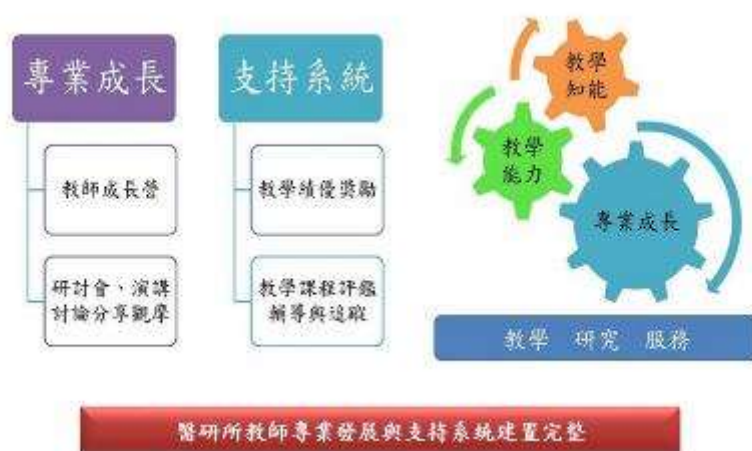 專業成長
教師成長營
研討會、演講
討論分享觀摩
支持系統
教學績優獎勵
教學課程評鑑
輔導與追蹤
教學
知能
教學
能力
專業成長
教學 研究 服務
醫研所教師專業發展與支持系統建置完整